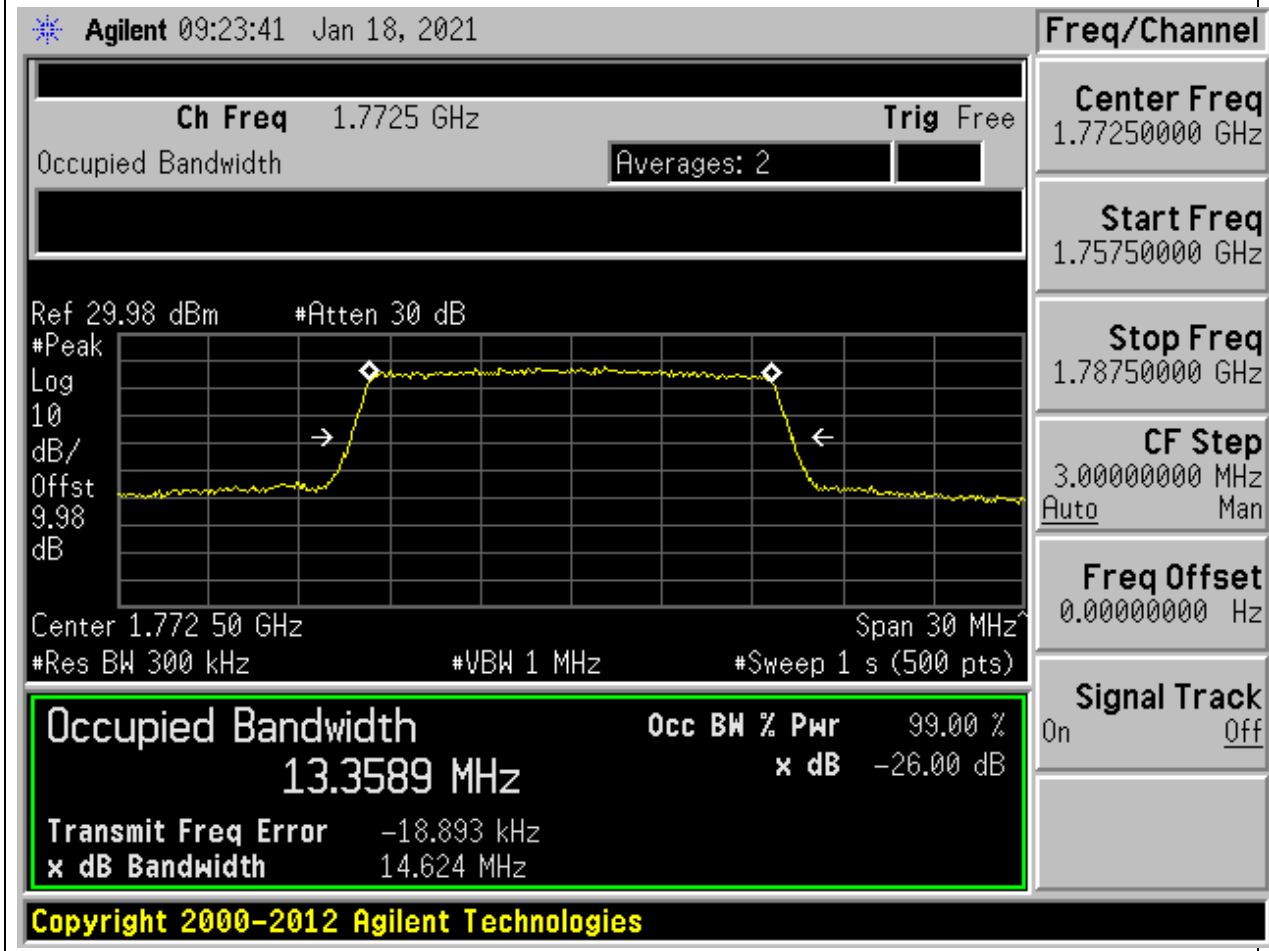 Agilent 09:23:41 Jan 18, 2021
Freq/Channel
Ch Freq 1.7725 GHz Trig Free
Occupied Bandwidth Averages: 2
Center Freq
1.77250000 GHz
Start Freq
1.75750000 GHz
Stop Freq
1.78750000 GHz
CF Step
3.00000000 MHz
Auto Man
Freq Offset
0.00000000 Hz
Signal Track
On Off
Ref 29.98 dBm #Atten 30 dB
#Peak
Log
10
dB/
Offst
9.98
dB
Center 1.772 50 GHz Span 30 MHz^
#Res BW 300 kHz #VBW 1 MHz #Sweep 1 s (500 pts)
Occupied Bandwidth Occ BW % Pwr 99.00 %
13.3589 MHz x dB -26.00 dB
Transmit Freq Error -18.893 kHz
x dB Bandwidth 14.624 MHz
Copyright 2000-2012 Agilent Technologies